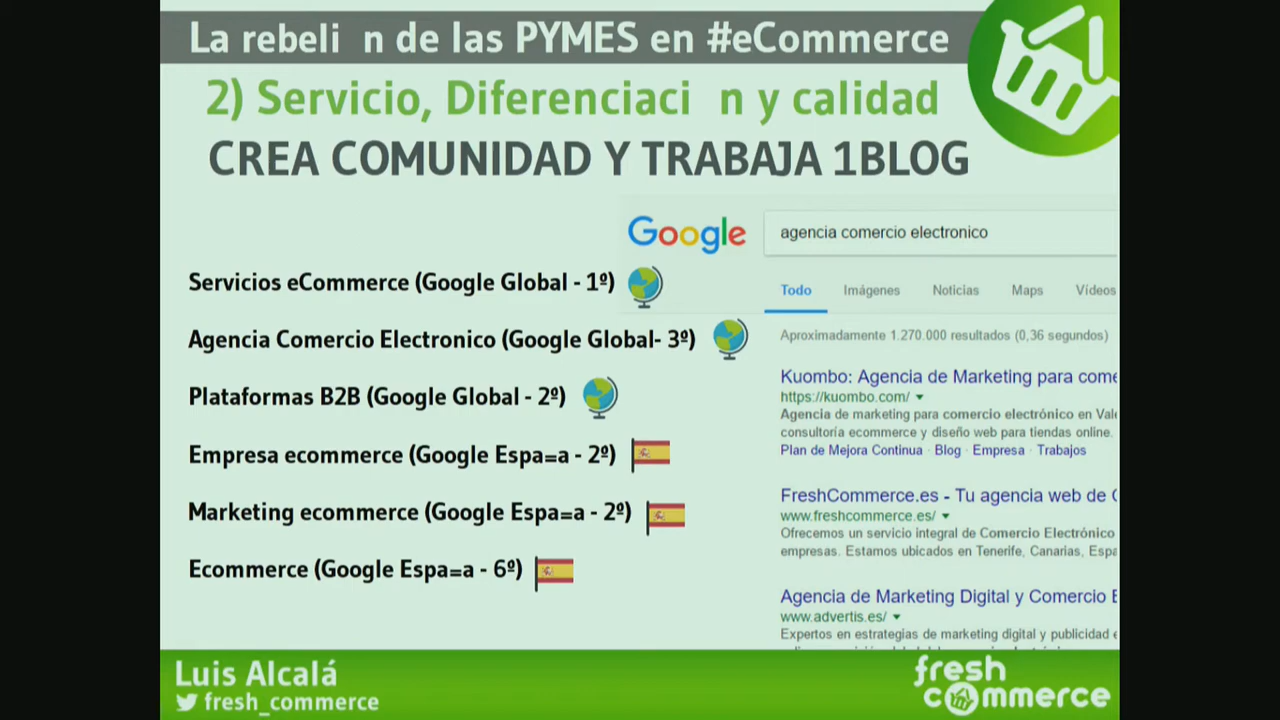 La rebeli n de las PYMES en #eCommerce
2) Servicio, Diferenciaci n y calidad
CREA COMUNIDAD Y TRABAJA 1BLOG
Servicios eCommerce (Google Global - 1º)
Agencia Comercio Electronico (Google Global- 3º)
Plataformas B2B (Google Global - 2º)
Empresa ecommerce (Google Espa=a - 2º)
Marketing ecommerce (Google Espa=a - 2º)
Ecommerce (Google Espa=a - 6º)
Google
agencia comercio electronico
Todo Imágenes Noticias Maps Vídeos
Aproximadamente 1.270.000 resultados (0,36 segundos)
Kuombo: Agencia de Marketing para come
https://kuombo.com/
Agencia de marketing para comercio electrónico en Val
consultoría ecommerce y diseño web para tiendas online.
Plan de Mejora Continua · Blog · Empresa · Trabajos
FreshCommerce.es - Tu agencia web de C
www.freshcommerce.es/
Ofrecemos un servicio integral de Comercio Electrónico
empresas. Estamos ubicados en Tenerife, Canarias, Espa
Agencia de Marketing Digital y Comercio E
www.advertis.es/
Expertos en estrategias de marketing digital y publicidad e
Luis Alcalá
fresh_commerce
fresh
commerce